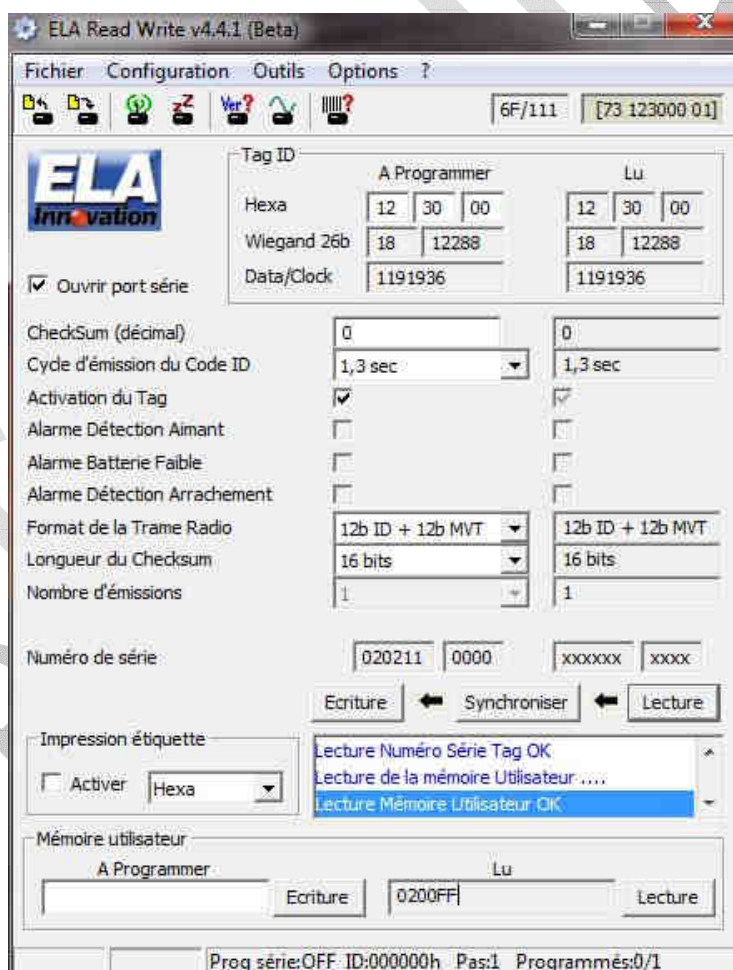 ELA Read Write v4.4.1 (Beta)
Fichier Configuration Outils Options ?
Ver? ? 6F/111 [73 123000 01]
ELA innovation
Tag ID
A Programmer Lu
Hexa 12 30 00 12 30 00
Wiegand 26b 18 12288 18 12288
Data/Clock 1191936 1191936
Ouvrir port série
CheckSum (décimal) 0 0
Cycle d'émission du Code ID 1,3 sec 1,3 sec
Activation du Tag
Alarme Détection Aimant
Alarme Batterie Faible
Alarme Détection Arrachement
Format de la Trame Radio 12b ID + 12b MVT 12b ID + 12b MVT
Longueur du Checksum 16 bits 16 bits
Nombre d'émissions 1 1
Numéro de série 020211 0000 xxxxxx xxxx
Ecriture Synchroniser Lecture
Impression étiquette
Activer Hexa
Lecture Numéro Série Tag OK
Lecture de la mémoire Utilisateur ....
Lecture Mémoire Utilisateur OK
Mémoire utilisateur
A Programmer Lu
Ecriture 0200FF Lecture
Prog série:OFF ID:000000h Pas:1 Programmés:0/1